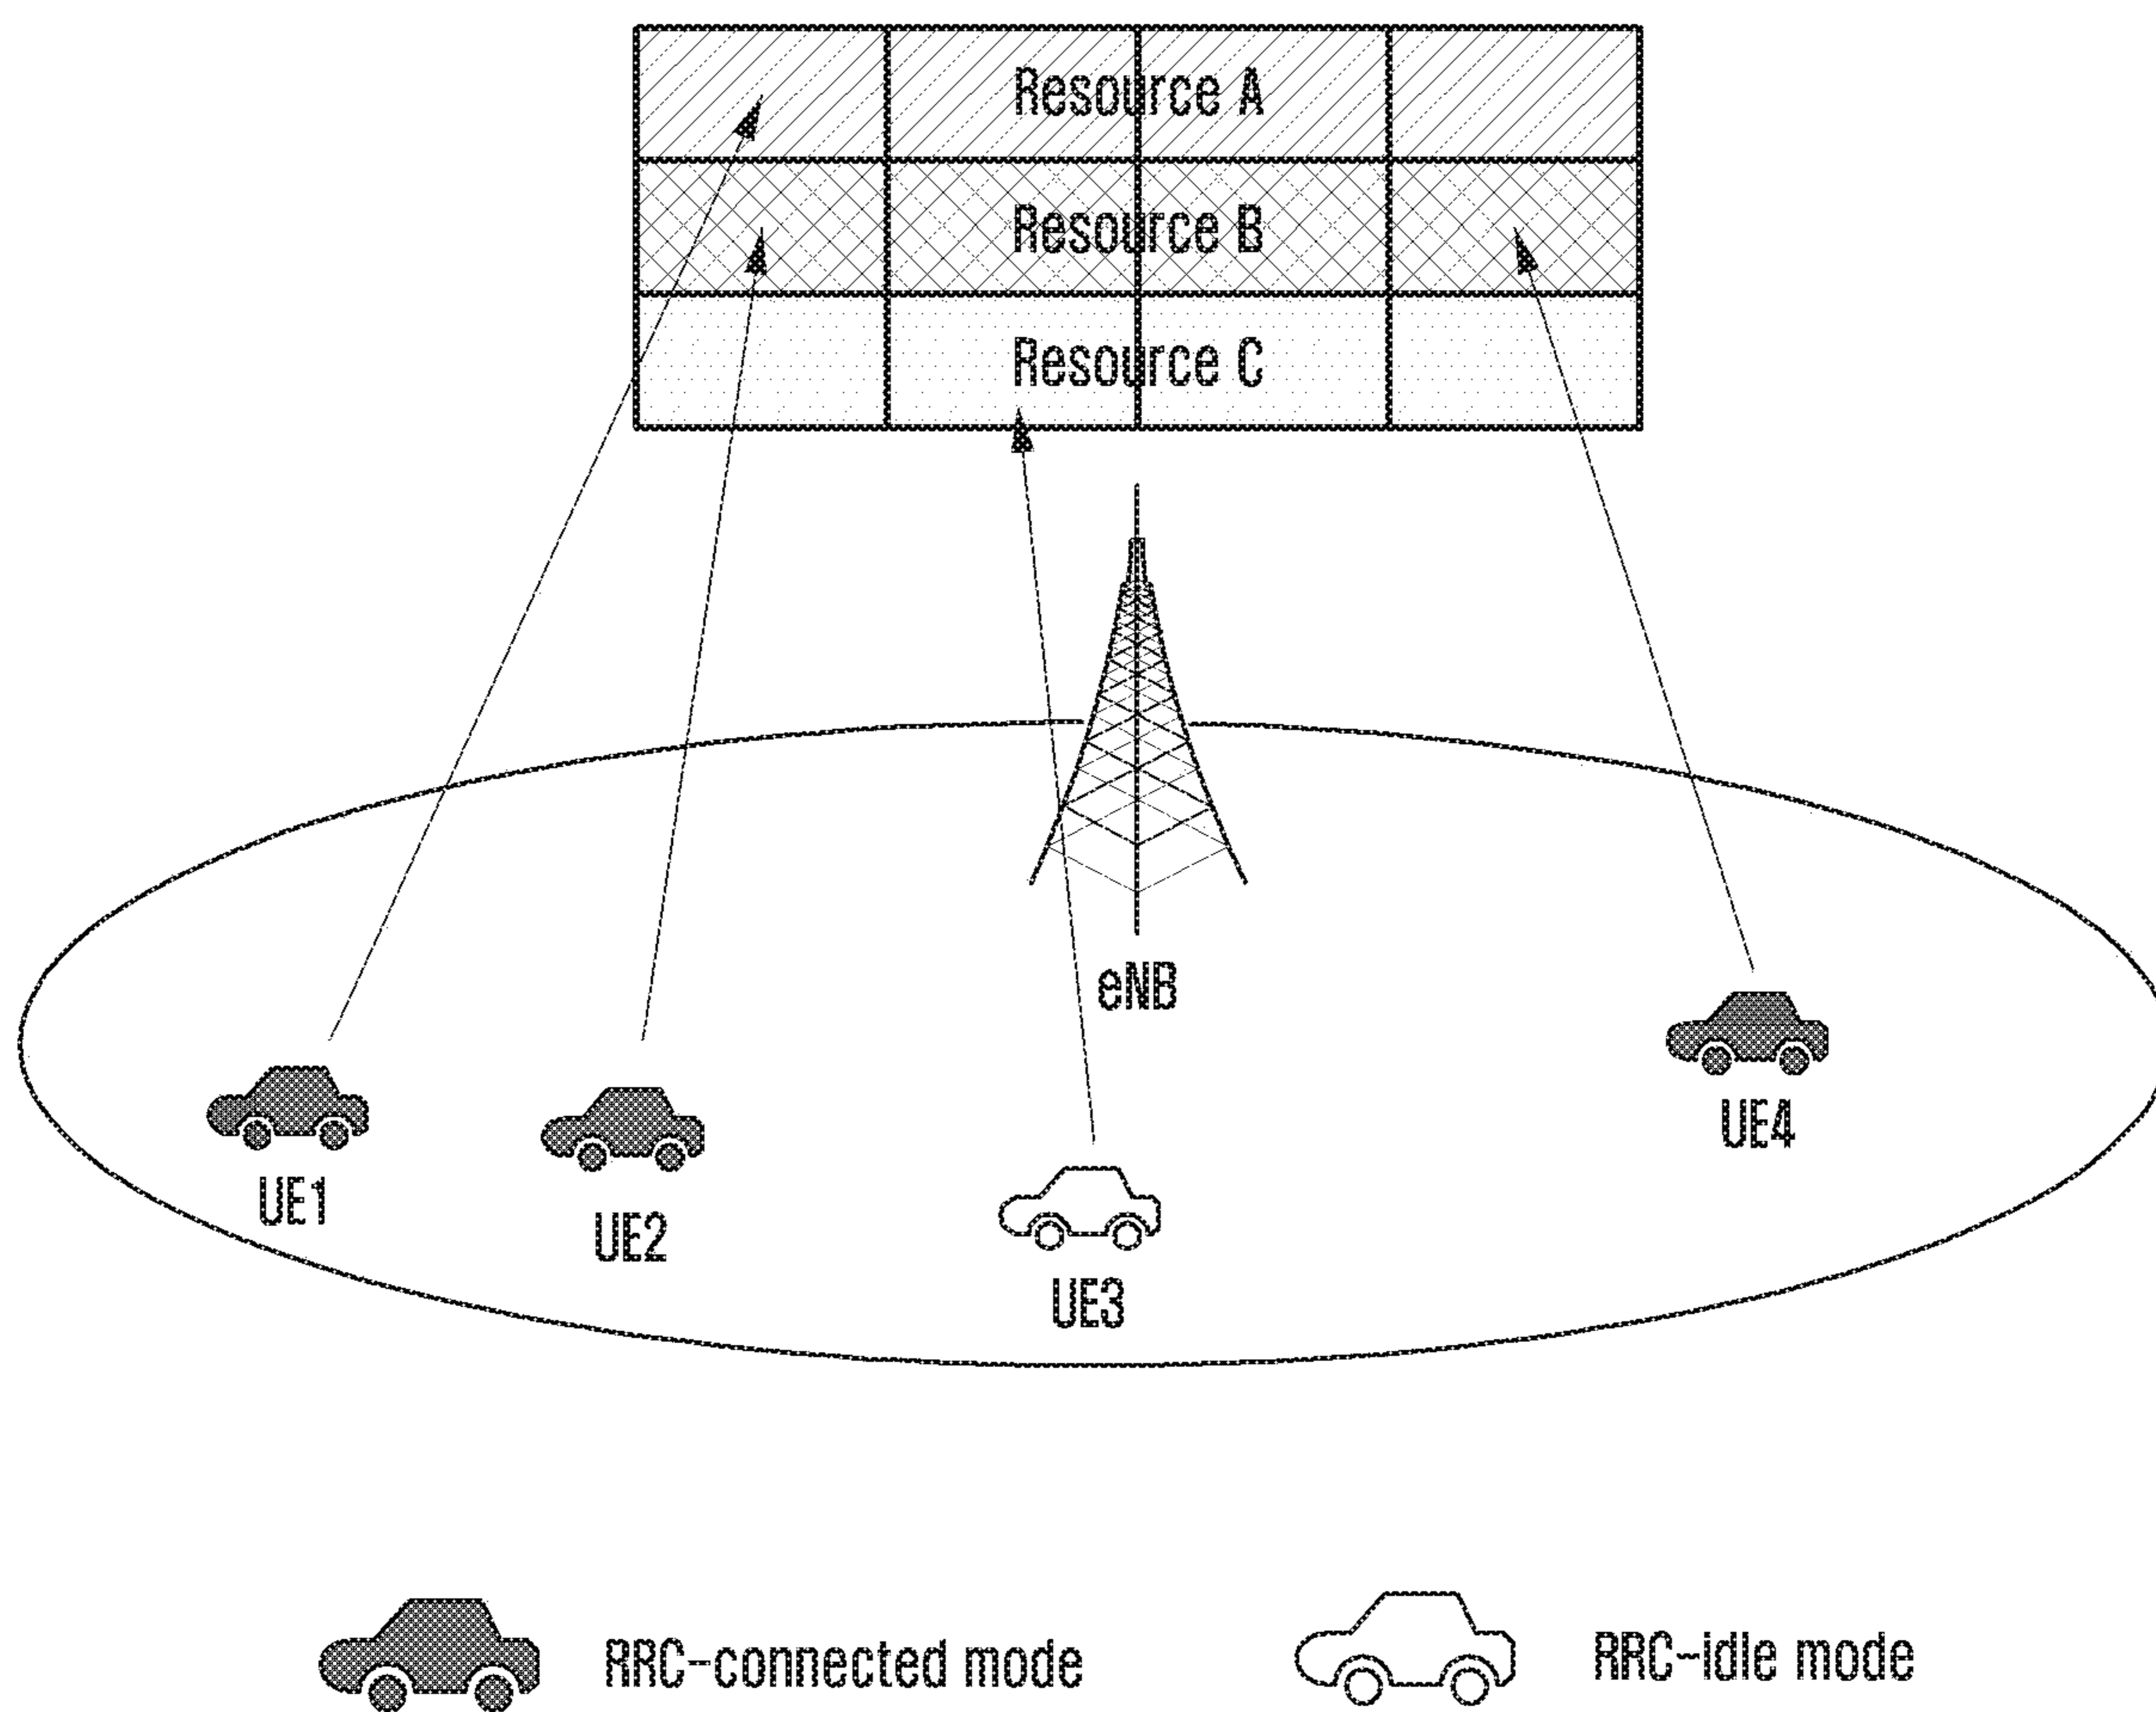 Resource A
Resource B
Resource C
eNB
UE1
UE2
UE3
UE4
RRC-connected mode
RRC-idle mode